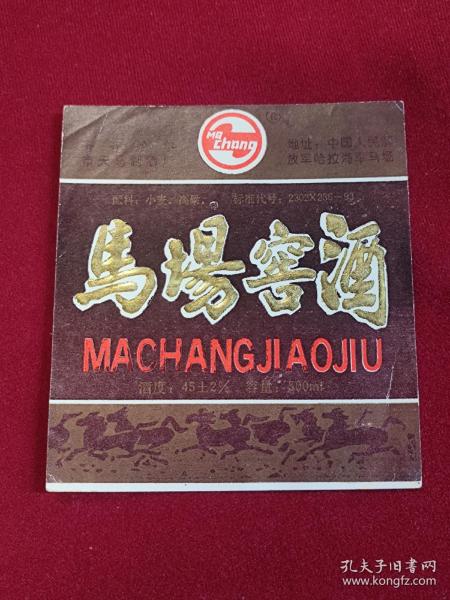 Ma
chang
®
地址：中国人民解
放军哈拉海军马场
配料：小麦、高粱。 标准代号：2302X
馬場窖酒
MACHANGJIAOJIU
酒度：45±2% 容量：500ml
孔夫子旧书网
www.kongfz.com